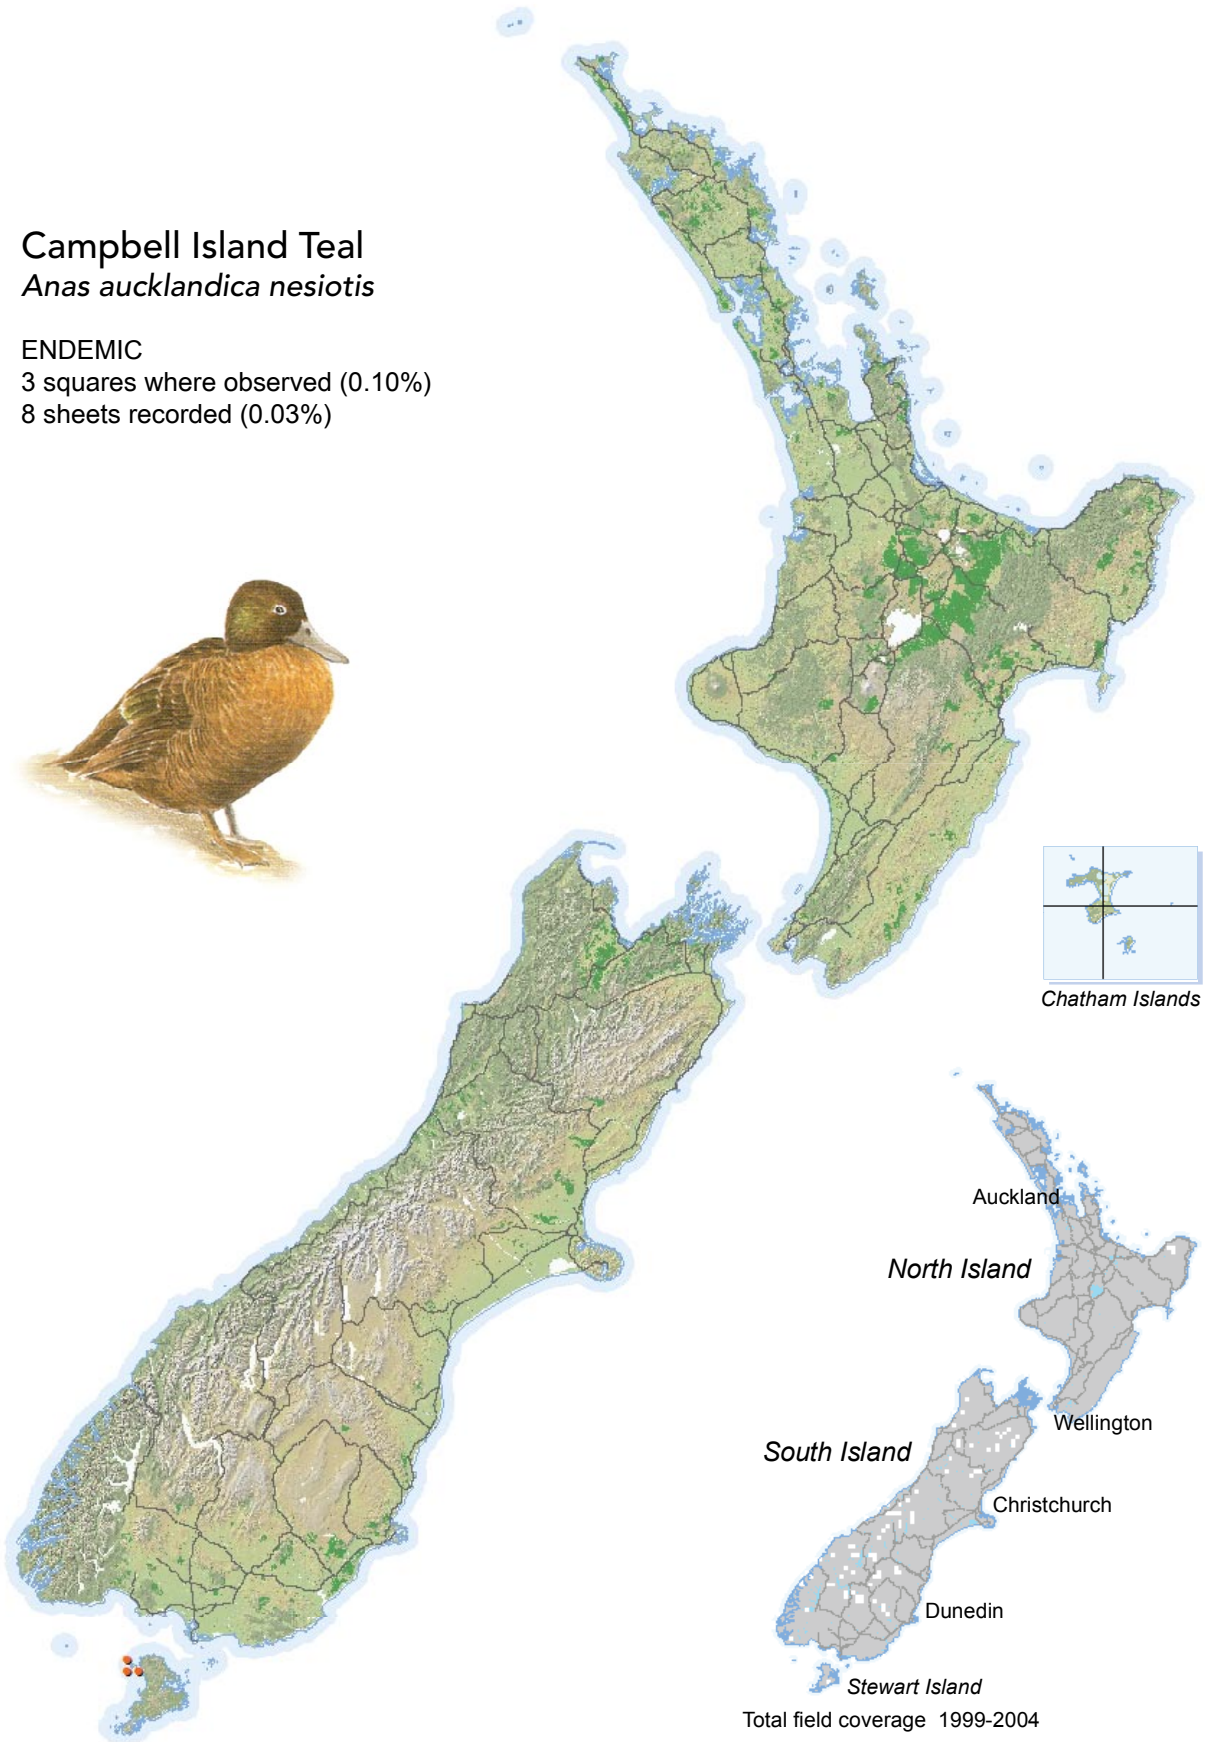 Campbell Island Teal
Anas aucklandica nesiotis
ENDEMIC
3 squares where observed (0.10%)
8 sheets recorded (0.03%)
Chatham Islands
Auckland
North Island
Wellington
South Island
Christchurch
Dunedin
Stewart Island
Total field coverage 1999-2004